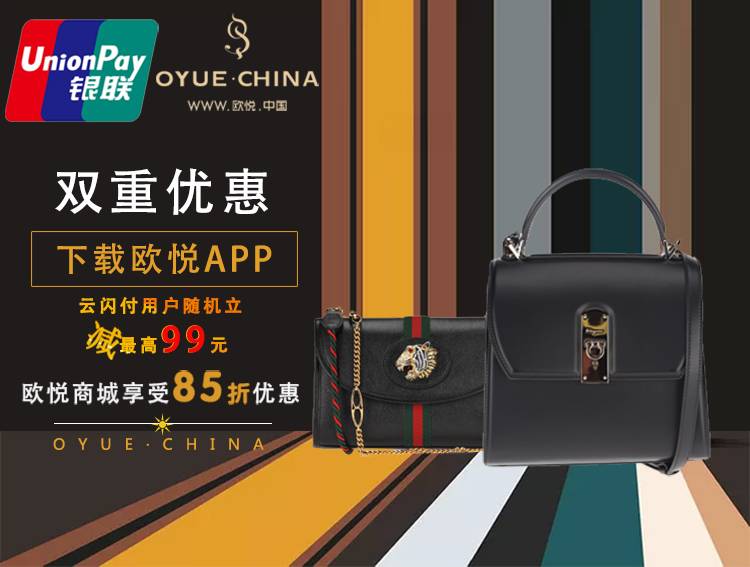 UnionPay
银联
OYUE·CHINA
WWW.欧悦.中国
双重优惠
下载欧悦APP
云闪付用户随机立
减最高99元
欧悦商城享受85折优惠
OYUE·CHINA